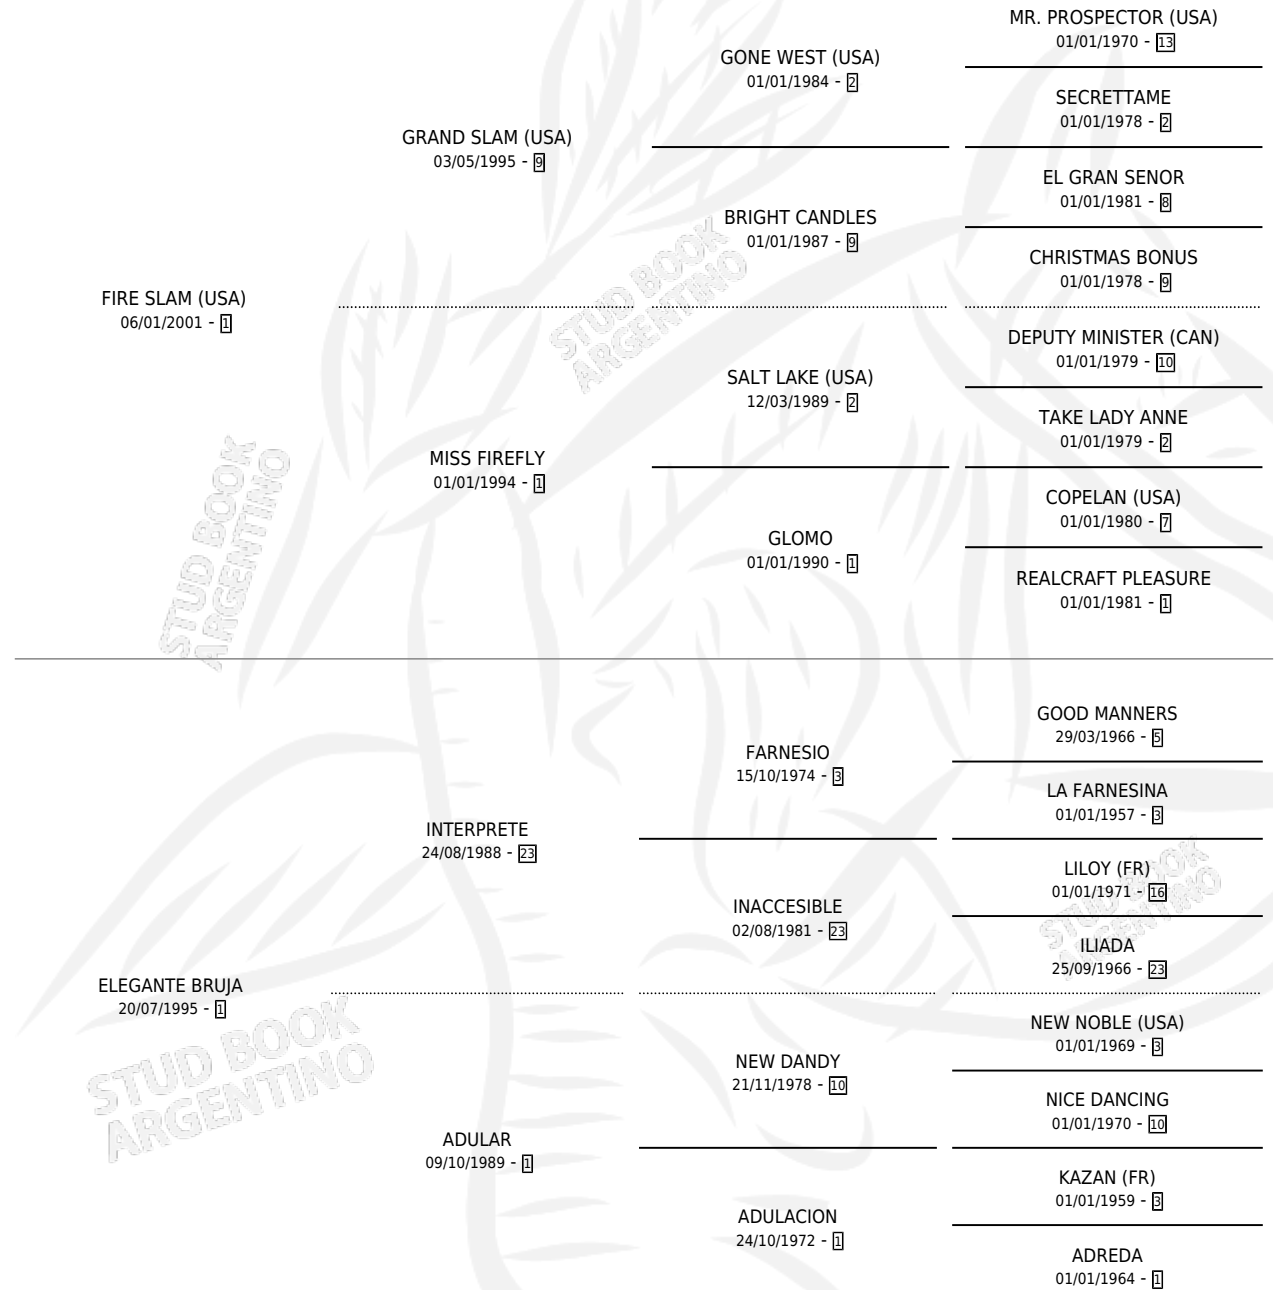 MR. PROSPECTOR (USA)
01/01/1970 - 13
GONE WEST (USA)
01/01/1984 - 2
SECRETTAME
01/01/1978 - 2
GRAND SLAM (USA)
03/05/1995 - 9
EL GRAN SENOR
01/01/1981 - 8
BRIGHT CANDLES
01/01/1987 - 9
CHRISTMAS BONUS
01/01/1978 - 9
FIRE SLAM (USA)
06/01/2001 - 1
STUD BOOK
ARGENTINO
DEPUTY MINISTER (CAN)
01/01/1979 - 10
SALT LAKE (USA)
12/03/1989 - 2
TAKE LADY ANNE
01/01/1979 - 2
MISS FIREFLY
01/01/1994 - 1
COPELAN (USA)
01/01/1980 - 7
GLOMO
01/01/1990 - 1
REALCRAFT PLEASURE
01/01/1981 - 1
STUD BOOK
ARGENTINO
GOOD MANNERS
29/03/1966 - 5
FARNESIO
15/10/1974 - 3
LA FARNESINA
01/01/1957 - 3
INTERPRETE
24/08/1988 - 23
LILOY (FR)
01/01/1971 - 16
INACCESIBLE
02/08/1981 - 23
ILIADA
25/09/1966 - 23
STUD BOOK
ARGENTINO
ELEGANTE BRUJA
20/07/1995 - 1
NEW NOBLE (USA)
01/01/1969 - 3
NEW DANDY
21/11/1978 - 10
NICE DANCING
01/01/1970 - 10
STUD BOOK
ARGENTINO
ADULAR
09/10/1989 - 1
KAZAN (FR)
01/01/1959 - 3
ADULACION
24/10/1972 - 1
ADREDA
01/01/1964 - 1